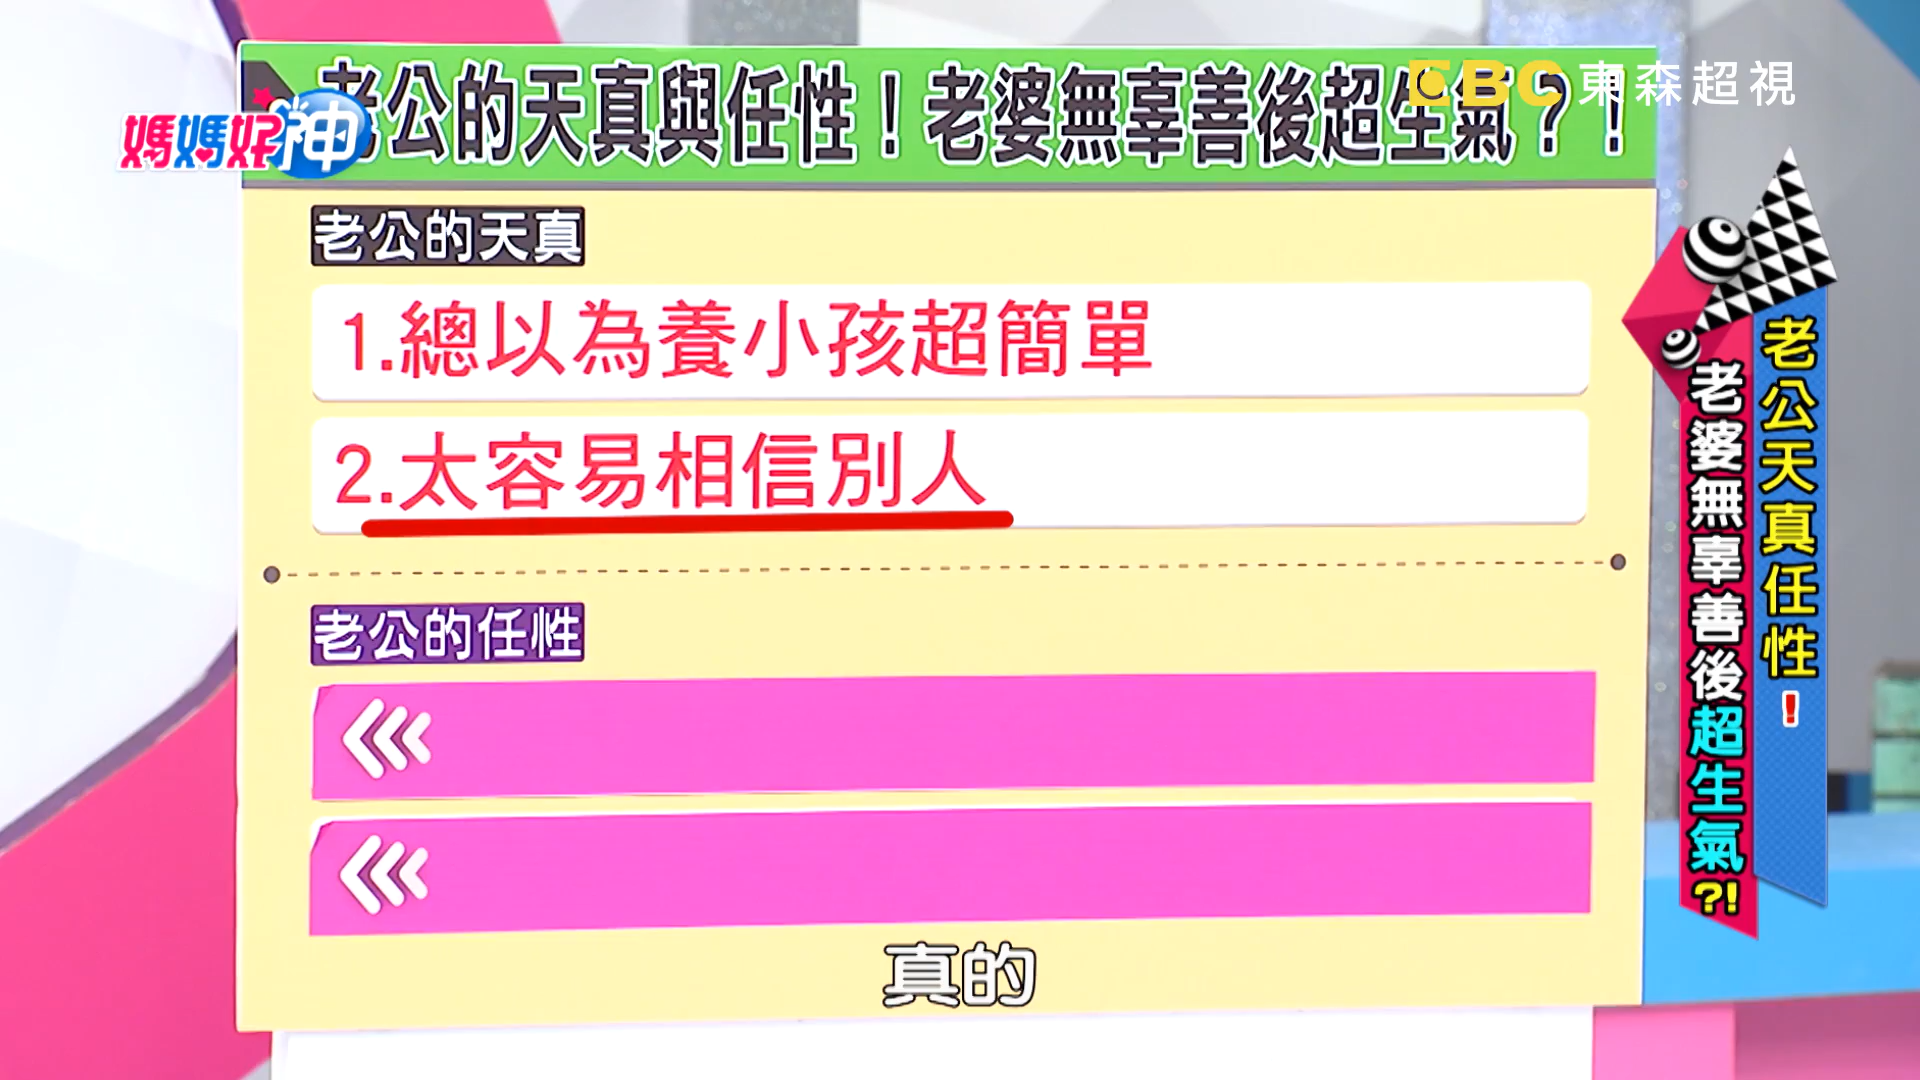 老公的天真與任性！老婆無辜善後超生氣？！
媽媽好神
EBC 東森超視
老公的天真
1.總以為養小孩超簡單
2.太容易相信別人
老公的任性
老公天真任性！
老婆無辜善後超生氣?!
真的